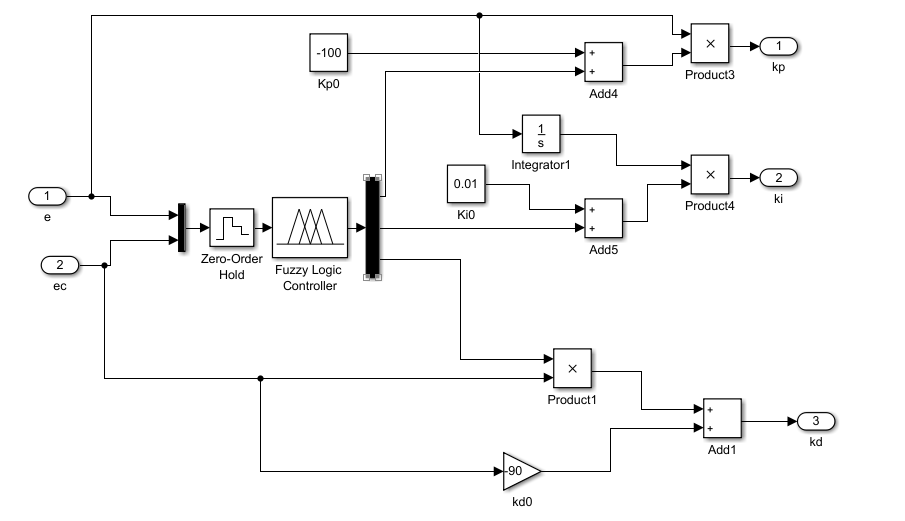 -100
Kp0
+
+
Add4
×
Product3
1
kp
1
s
Integrator1
0.01
Ki0
+
+
Add5
×
Product4
2
ki
1
e
2
ec
Zero-Order
Hold
Fuzzy Logic
Controller
×
Product1
-90
kd0
+
+
Add1
3
kd